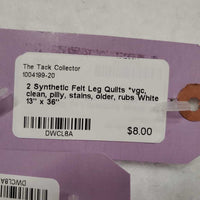 The Tack Collector
1004199-20
2 Synthetic Felt Leg Quilts *vgc,
clean, pilly, stains, older, rubs White
13" x 36"
DWCL8A
$8.00
DWCL8A